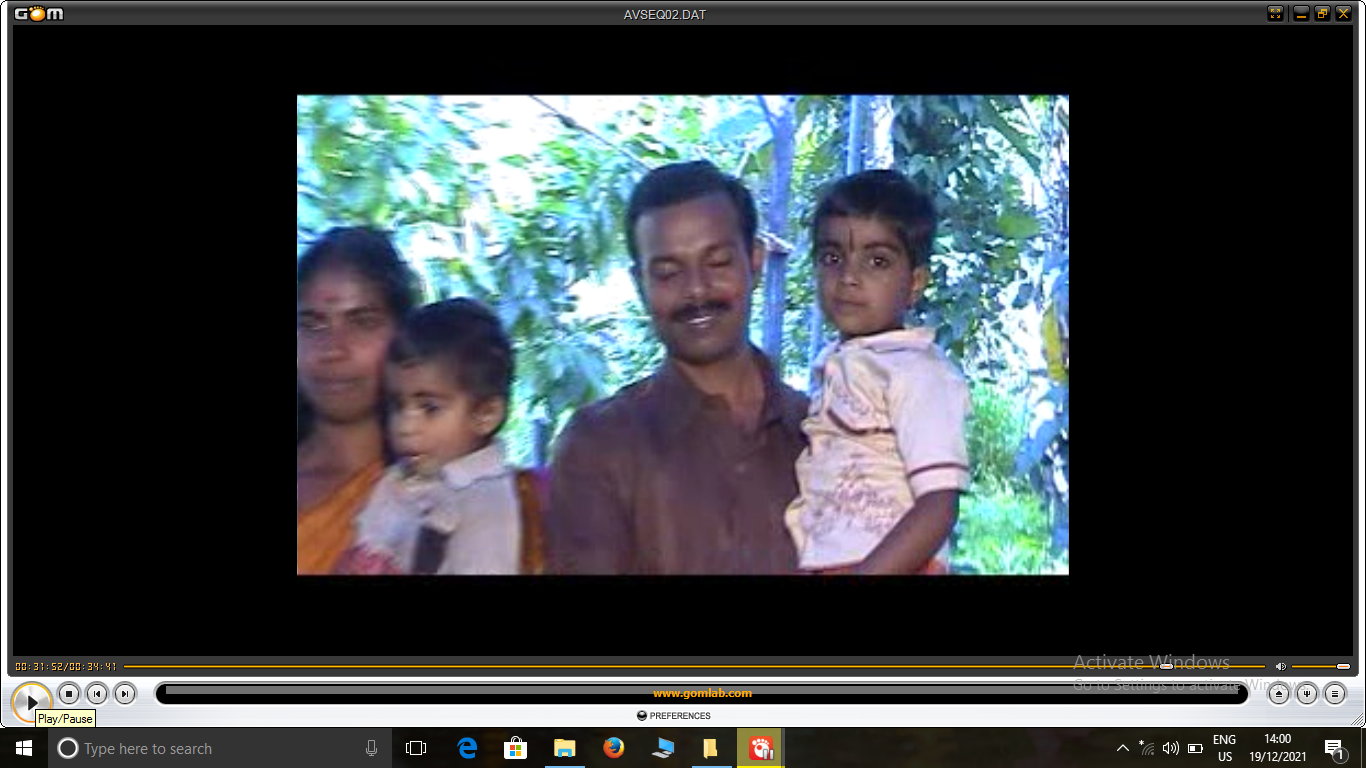 GOM
AVSEQ02.DAT
00:31:52/00:34:41
Activate Windows
Go to Settings to activate Windows.
www.gomlab.com
Play/Pause
PREFERENCES
Type here to search
ENG
US
14:00
19/12/2021
1